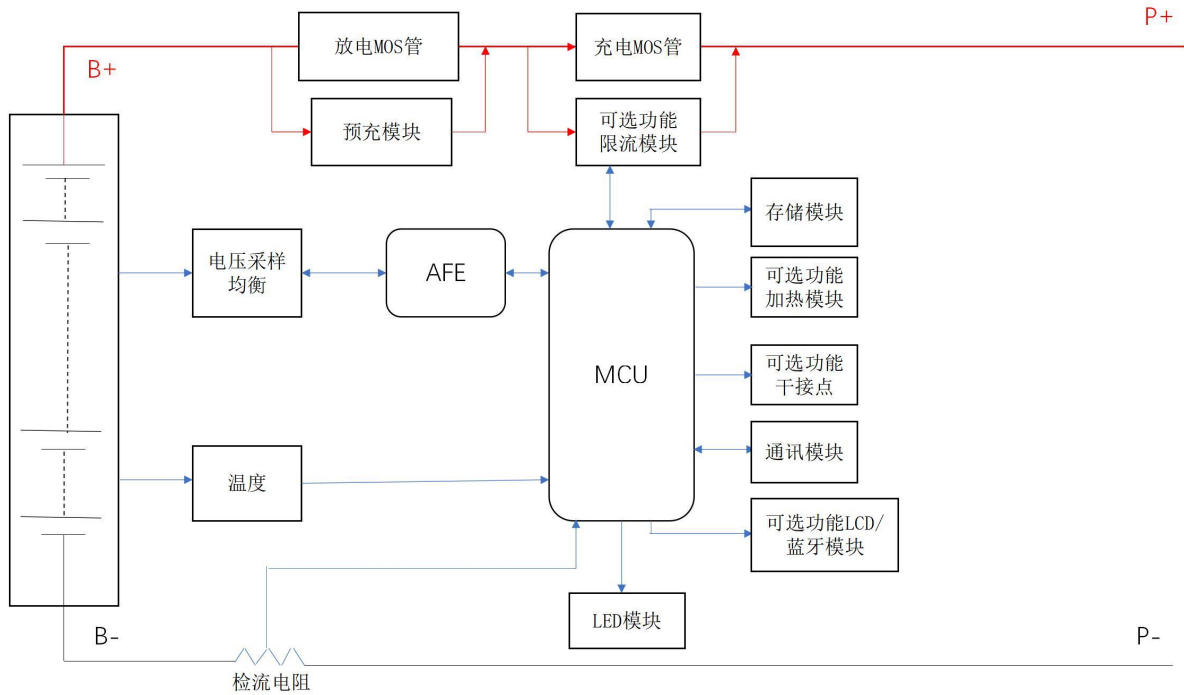 P+
放电MOS管
充电MOS管
B+
预充模块
可选功能
限流模块
存储模块
电压采样
均衡
AFE
MCU
可选功能
加热模块
可选功能
干接点
通讯模块
温度
可选功能LCD/
蓝牙模块
LED模块
B-
P-
检流电阻